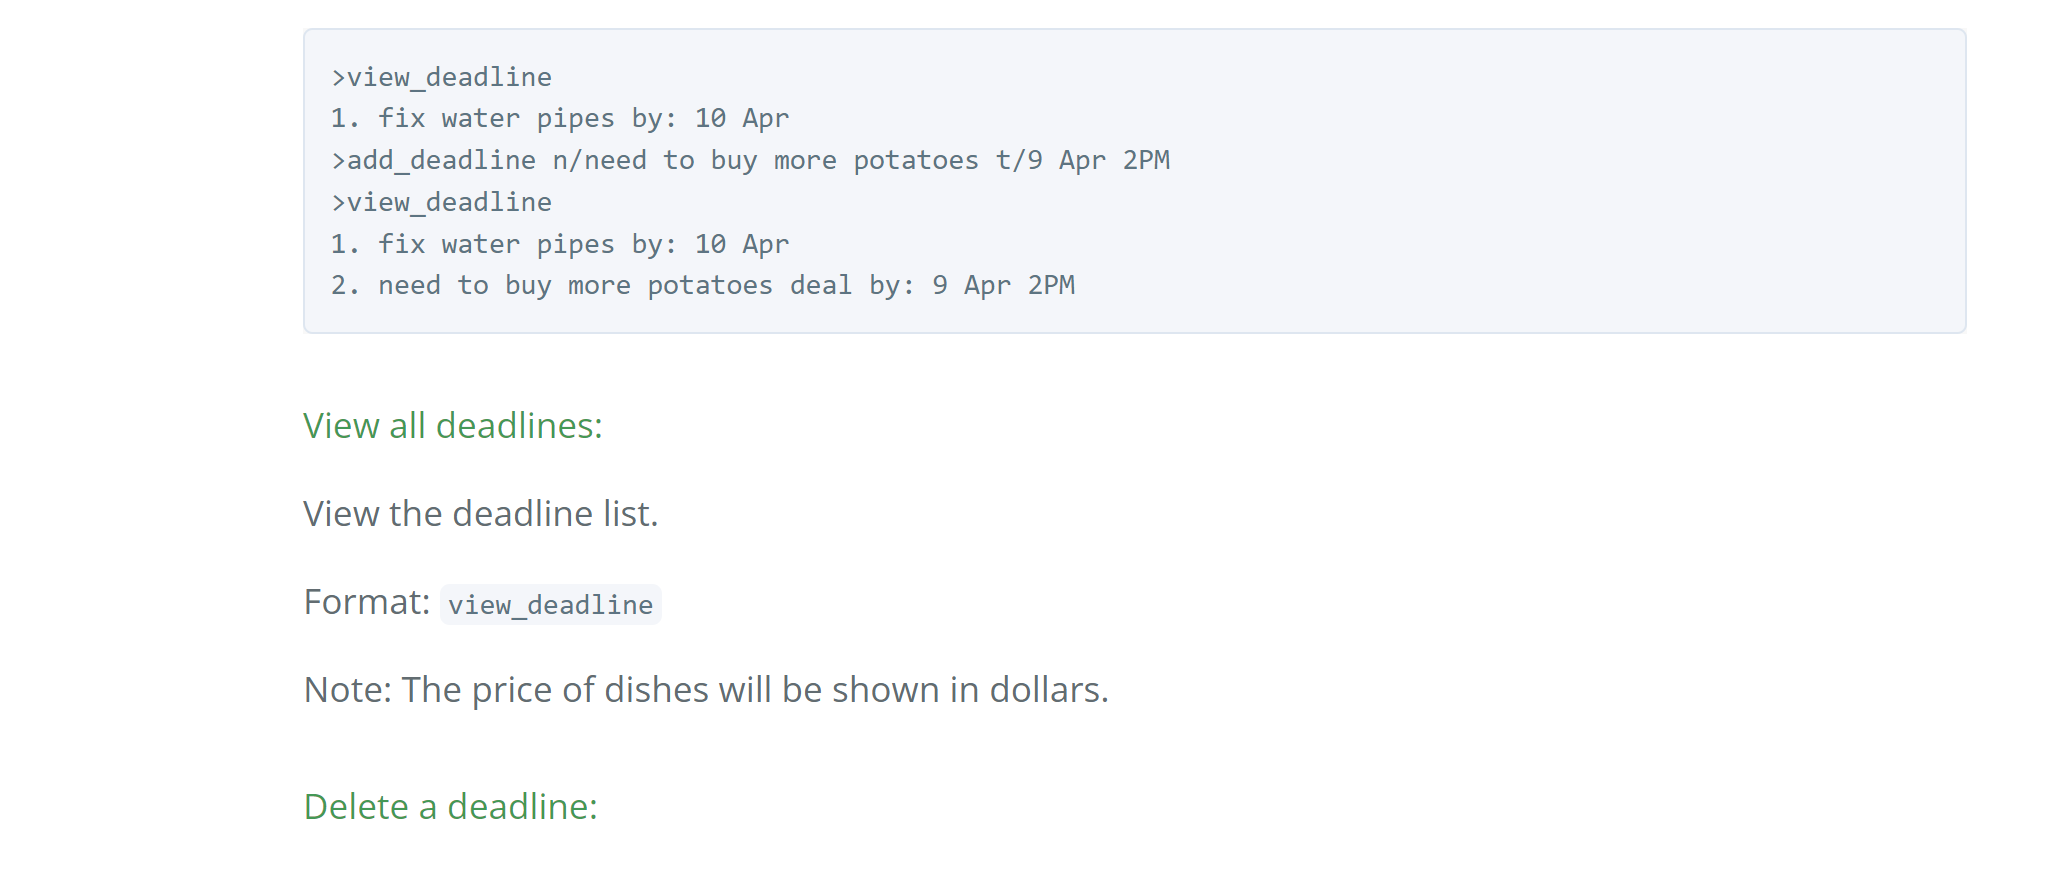 >view_deadline
1. fix water pipes by: 10 Apr
>add_deadline n/need to buy more potatoes t/9 Apr 2PM
>view_deadline
1. fix water pipes by: 10 Apr
2. need to buy more potatoes deal by: 9 Apr 2PM
View all deadlines:
View the deadline list.
Format: view_deadline
Note: The price of dishes will be shown in dollars.
Delete a deadline: